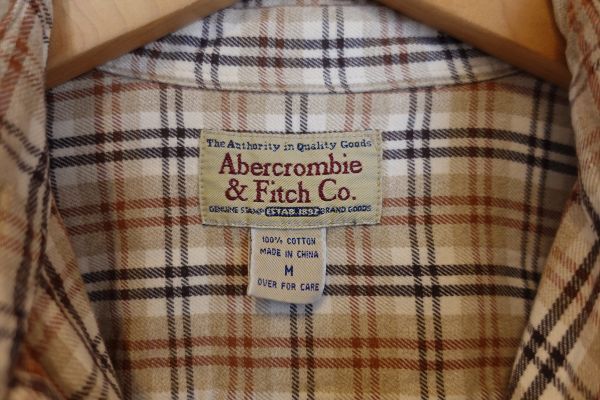 The Authority in Quality Goods
Abercrombie
& Fitch Co.
GENUINE STAMP ESTAB. 1892 BRAND GOODS
100% COTTON
MADE IN CHINA
M
OVER FOR CARE